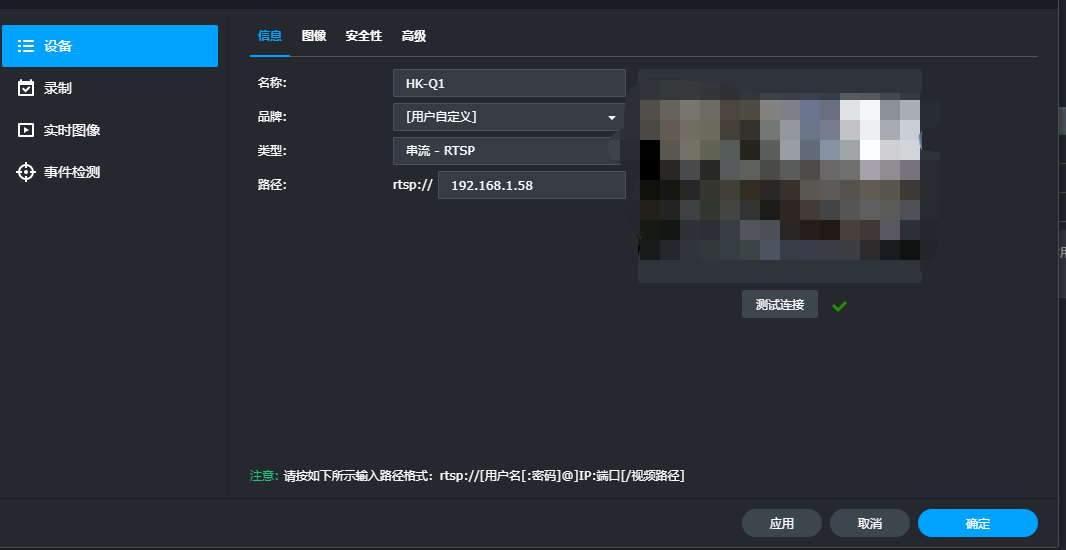 设备
录制
实时图像
事件检测
信息 图像 安全性 高级
名称: HK-Q1
品牌: [用户自定义]
类型: 串流 - RTSP
路径: rtsp:// 192.168.1.58
测试连接
注意: 请按如下所示输入路径格式: rtsp://[用户名[:密码]@]IP:端口[/视频路径]
应用 取消 确定